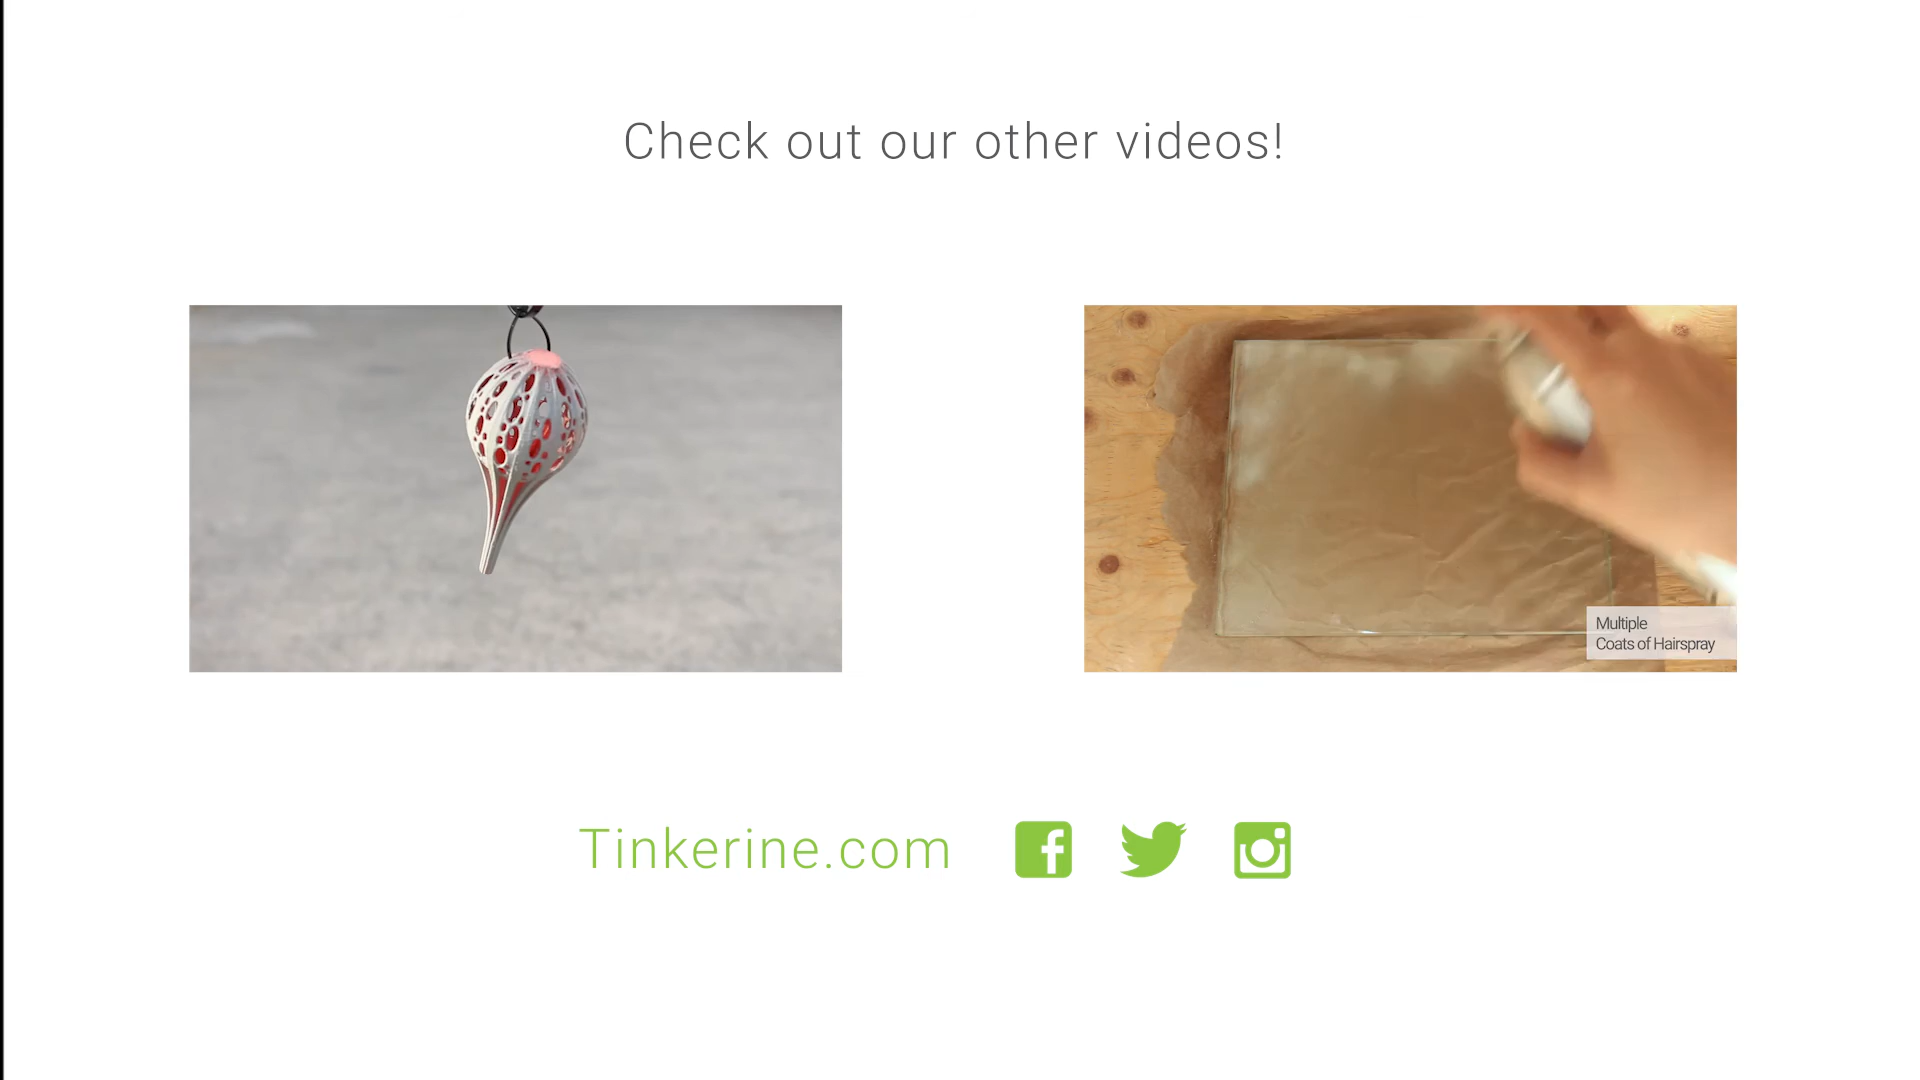 Check out our other videos!
Multiple
Coats of Hairspray
Tinkerine.com